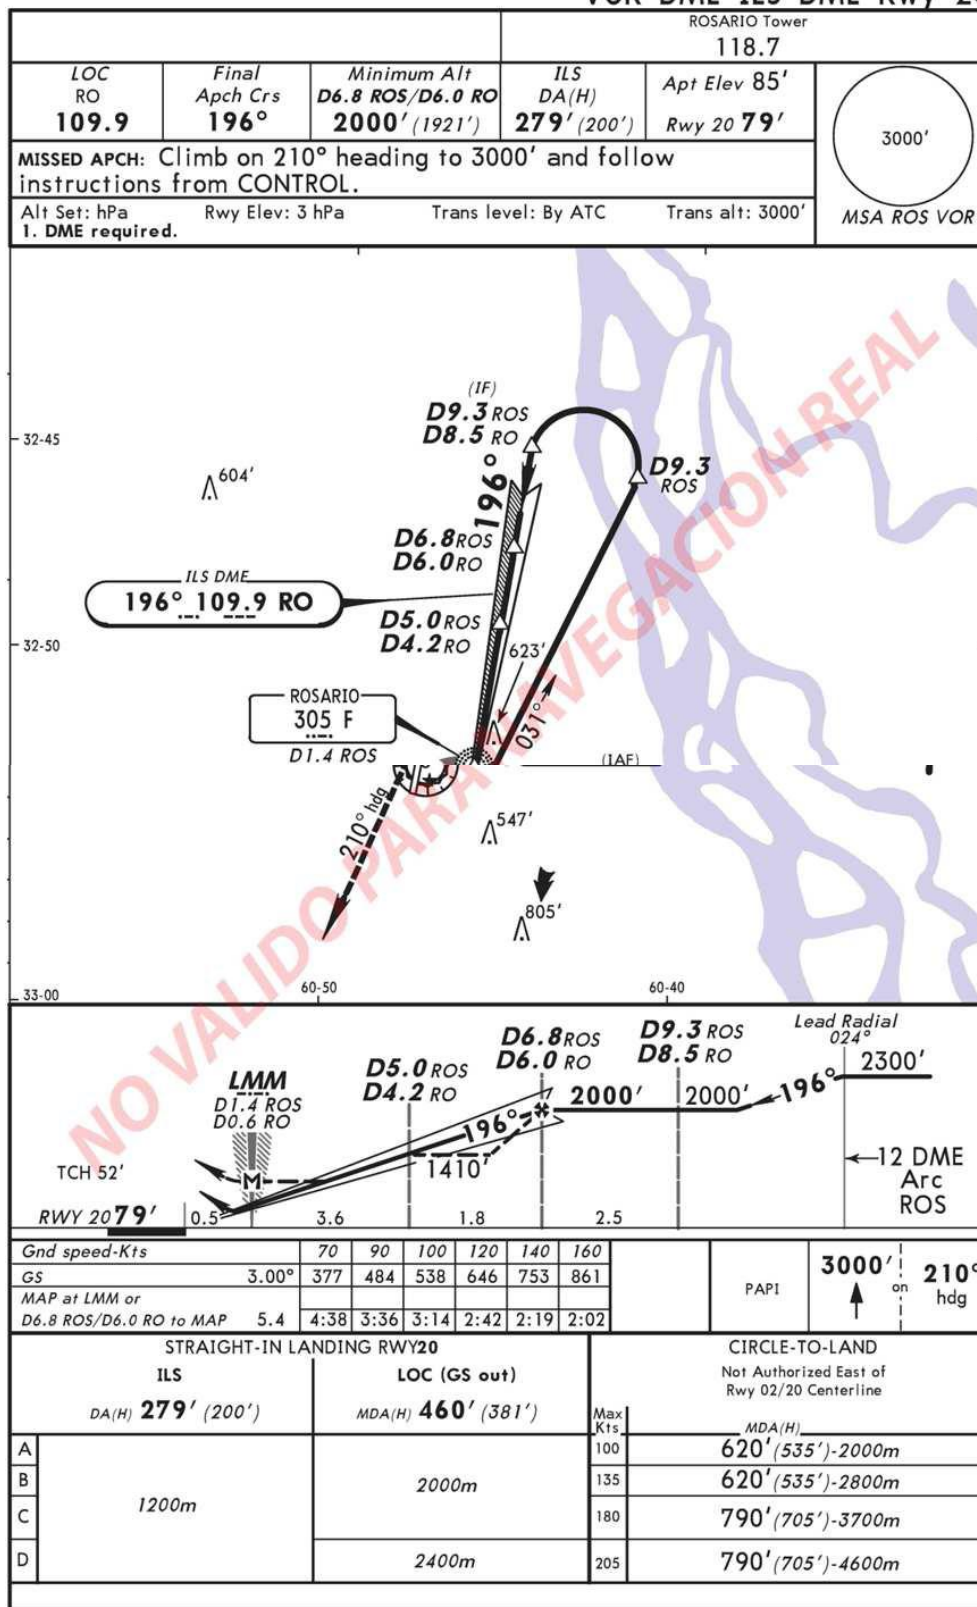 ROSARIO Tower
118.7
LOC
RO
109.9
Final
Apch Crs
196°
Minimum Alt
D6.8 ROS/D6.0 RO
2000' (1921')
ILS
DA(H)
279' (200')
Apt Elev 85'
Rwy 20 79'
3000'
MSA ROS VOR
MISSED APCH: Climb on 210° heading to 3000' and follow
instructions from CONTROL.
Alt Set: hPa Rwy Elev: 3 hPa Trans level: By ATC Trans alt: 3000'
1. DME required.
NO VALIDO PARA NAVEGACION REAL
(IF)
D9.3 ROS
D8.5 RO
32-45
D9.3
ROS
604'
196°
D6.8 ROS
D6.0 RO
ILS DME
196° 109.9 RO
D5.0 ROS
D4.2 RO
32-50
623'
ROSARIO
305 F
D1.4 ROS
031°
(IAF)
210° hdg
547'
805'
33-00
60-50
60-40
Lead Radial
024°
D6.8 ROS
D6.0 RO
D9.3 ROS
D8.5 RO
D5.0 ROS
D4.2 RO
2300'
LMM
D1.4 ROS
D0.6 RO
196°
2000'
2000'
196°
1410'
TCH 52'
M
12 DME
Arc
ROS
RWY 20 79'
0.5
3.6
1.8
2.5
Gnd speed-Kts 70 90 100 120 140 160
GS 3.00° 377 484 538 646 753 861
MAP at LMM or
D6.8 ROS/D6.0 RO to MAP 5.4 4:38 3:36 3:14 2:42 2:19 2:02
PAPI
3000'
on
210°
hdg
STRAIGHT-IN LANDING RWY20
ILS
DA(H) 279' (200')
LOC (GS out)
MDA(H) 460' (381')
CIRCLE-TO-LAND
Not Authorized East of
Rwy 02/20 Centerline
Max
Kts
MDA(H)
A
B
C
D
1200m
2000m
2400m
100 620' (535')-2000m
135 620' (535')-2800m
180 790' (705')-3700m
205 790' (705')-4600m